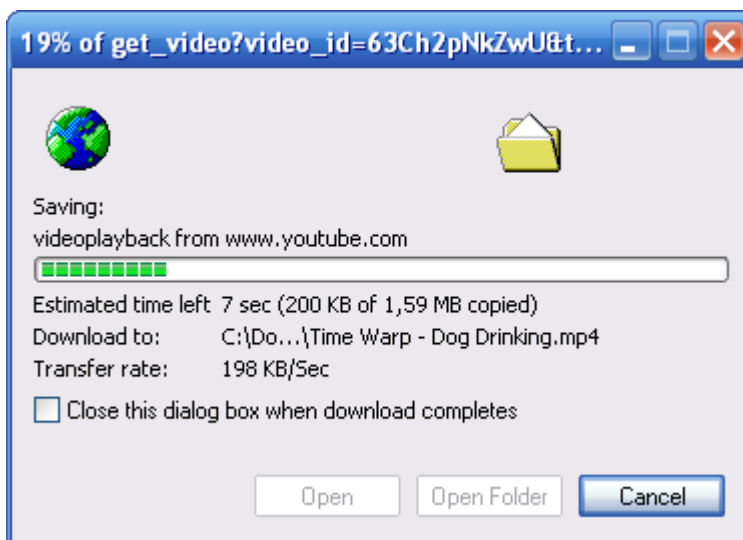 19% of get_video?video_id=63Ch2pNkZwU&t...
Saving:
videoplayback from www.youtube.com
Estimated time left 7 sec (200 KB of 1,59 MB copied)
Download to: C:\Do...\Time Warp - Dog Drinking.mp4
Transfer rate: 198 KB/Sec
Close this dialog box when download completes
Open Open Folder Cancel